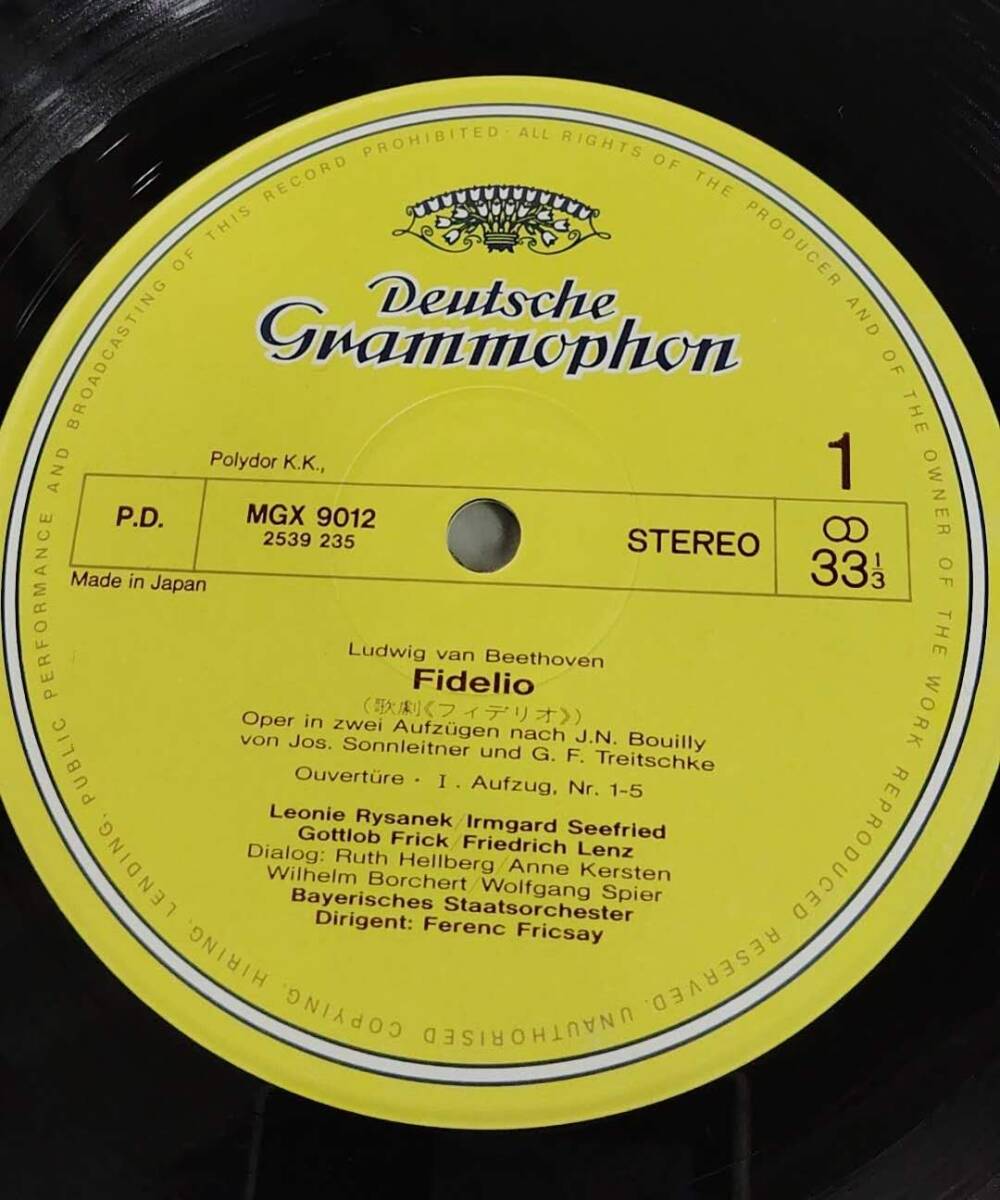 PUBLIC PERFORMANCE AND BROADCASTING OF THIS RECORD PROHIBITED · ALL RIGHTS OF THE PRODUCER AND OF THE OWNER OF THE WORK REPRODUCED RESERVED. UNAUTHORISED COPYING, HIRING, LENDING,
Deutsche
Grammophon
Polydor K.K.,
1
P.D.
MGX 9012
2539 235
STEREO
33 1/3
Made in Japan
Ludwig van Beethoven
Fidelio
(歌劇《フィデリオ》)
Oper in zwei Aufzügen nach J.N. Bouilly
von Jos. Sonnleitner und G. F. Treitschke
Ouvertüre · I. Aufzug, Nr. 1-5
Leonie Rysanek/Irmgard Seefried
Gottlob Frick/Friedrich Lenz
Dialog: Ruth Hellberg/Anne Kersten
Wilhelm Borchert/Wolfgang Spier
Bayerisches Staatsorchester
Dirigent: Ferenc Fricsay